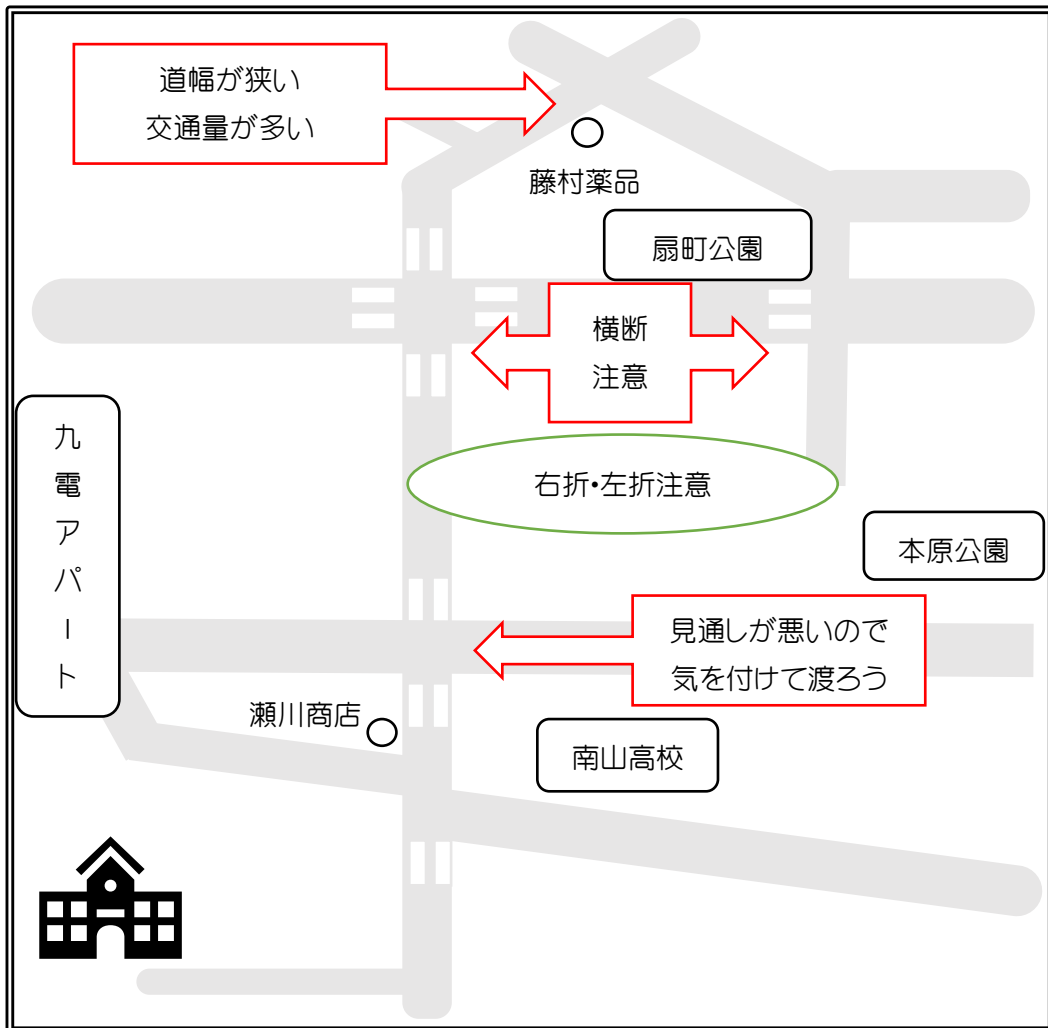 道幅が狭い
交通量が多い
藤村薬品
扇町公園
横断
注意
九電アパート
右折・左折注意
本原公園
見通しが悪いので
気を付けて渡ろう
瀬川商店
南山高校